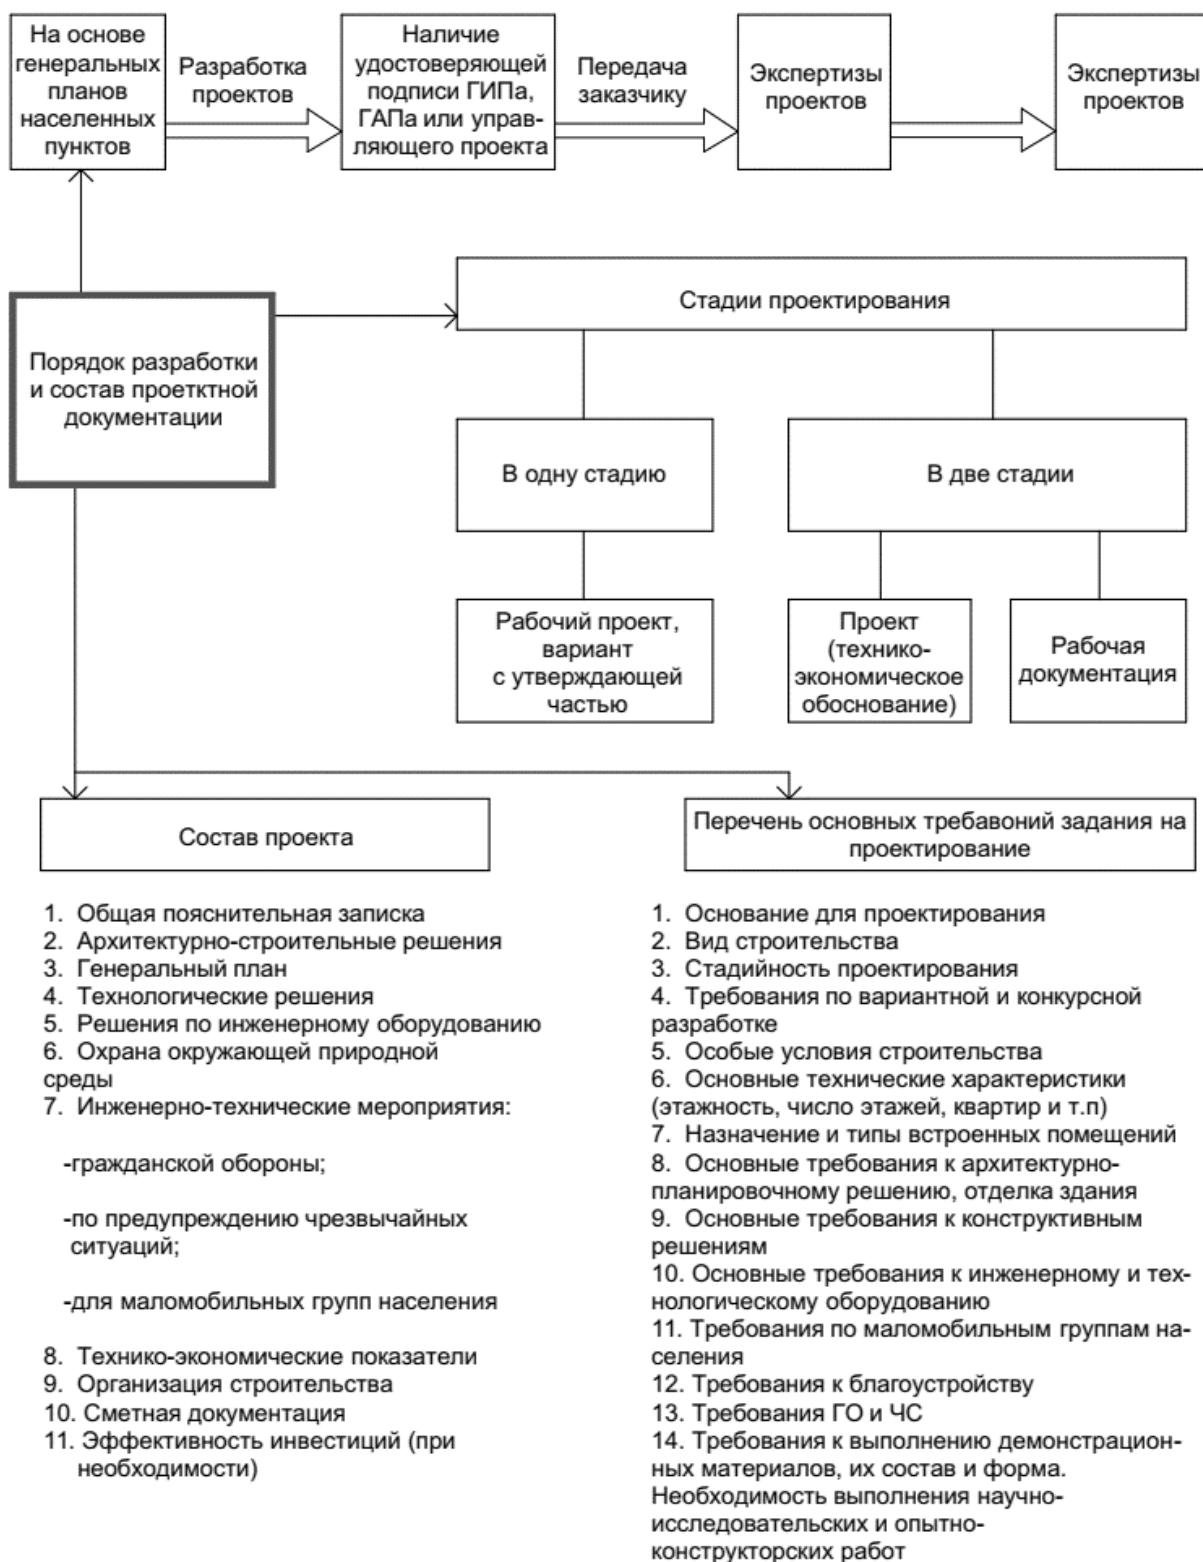 На основе
генеральных
планов
населенных
пунктов
Разработка
проектов
Наличие
удостоверяющей
подписи ГИПа,
ГАПа или управ-
ляющего проекта
Передача
заказчику
Экспертизы
проектов
Экспертизы
проектов
Порядок разработки
и состав проетктной
документации
Стадии проектирования
В одну стадию
В две стадии
Рабочий проект,
вариант
с утверждающей
частью
Проект
(технико-
экономическое
обоснование)
Рабочая
документация
Состав проекта
1. Общая пояснительная записка
2. Архитектурно-строительные решения
3. Генеральный план
4. Технологические решения
5. Решения по инженерному оборудованию
6. Охрана окружающей природной
среды
7. Инженерно-технические мероприятия:
-гражданской обороны;
-по предупреждению чрезвычайных
ситуаций;
-для маломобильных групп населения
8. Технико-экономические показатели
9. Организация строительства
10. Сметная документация
11. Эффективность инвестиций (при
необходимости)
Перечень основных требавоний задания на
проектирование
1. Основание для проектирования
2. Вид строительства
3. Стадийность проектирования
4. Требования по вариантной и конкурсной
разработке
5. Особые условия строительства
6. Основные технические характеристики
(этажность, число этажей, квартир и т.п)
7. Назначение и типы встроенных помещений
8. Основные требования к архитектурно-
планировочному решению, отделка здания
9. Основные требования к конструктивным
решениям
10. Основные требования к инженерному и тех-
нологическому оборудованию
11. Требования по маломобильным группам на-
селения
12. Требования к благоустройству
13. Требования ГО и ЧС
14. Требования к выполнению демонстрацион-
ных материалов, их состав и форма.
Необходимость выполнения научно-
исследовательских и опытно-
конструкторских работ